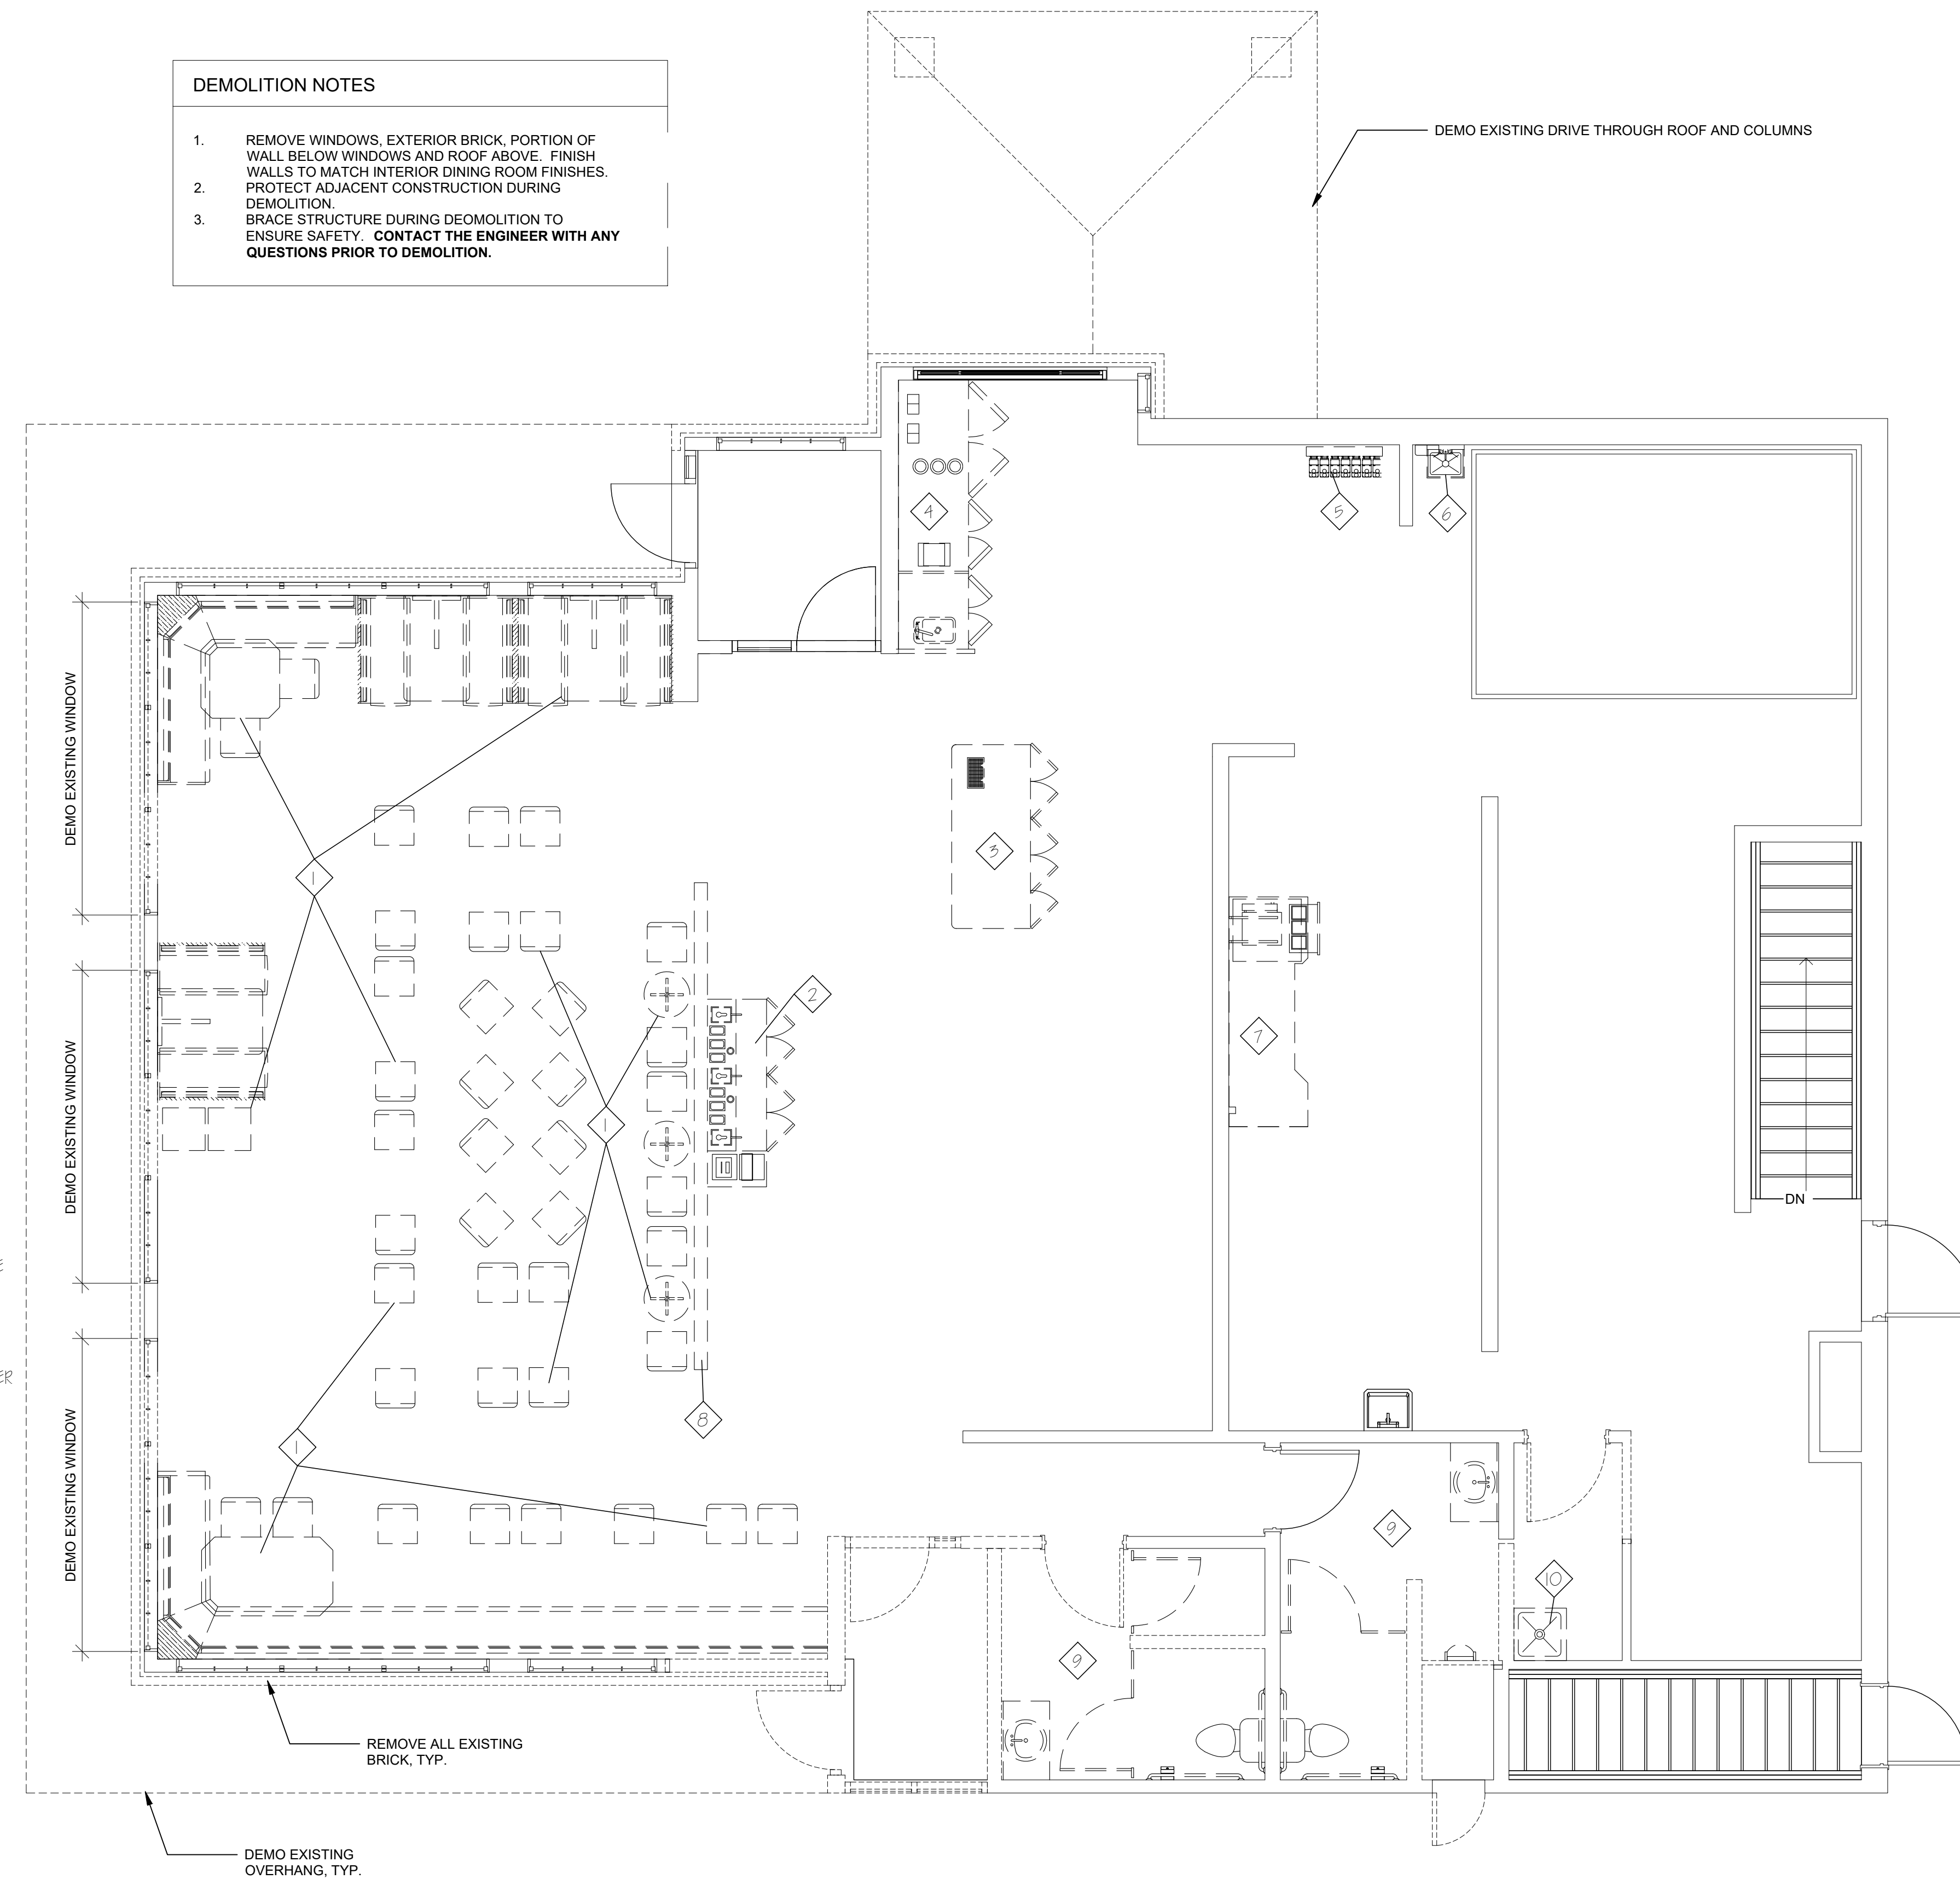 DEMOLITION NOTES
1. REMOVE WINDOWS, EXTERIOR BRICK, PORTION OF
WALL BELOW WINDOWS AND ROOF ABOVE. FINISH
WALLS TO MATCH INTERIOR DINING ROOM FINISHES.
2. PROTECT ADJACENT CONSTRUCTION DURING
DEMOLITION.
3. BRACE STRUCTURE DURING DEOMOLITION TO
ENSURE SAFETY. CONTACT THE ENGINEER WITH ANY
QUESTIONS PRIOR TO DEMOLITION.
DEMO EXISTING DRIVE THROUGH ROOF AND COLUMNS
4
5
6
DEMO EXISTING WINDOW
1
3
2
7
DEMO EXISTING WINDOW
1
DN
8
DEMO EXISTING WINDOW
1
9
10
9
REMOVE ALL EXISTING
BRICK, TYP.
DEMO EXISTING
OVERHANG, TYP.